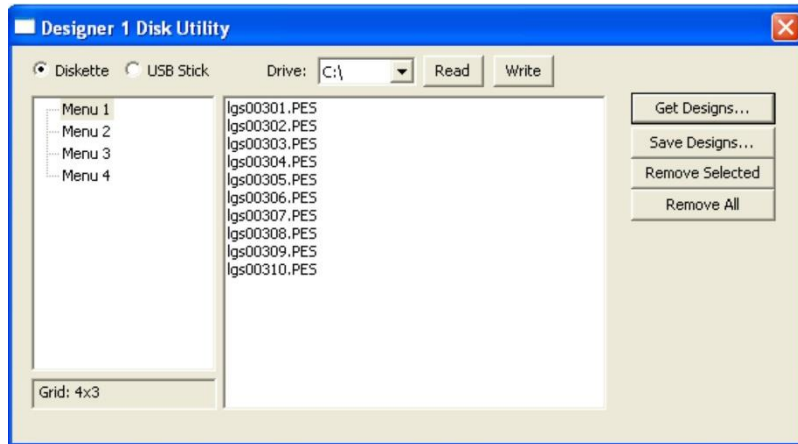 Designer 1 Disk Utility
Diskette USB Stick Drive: C:\ Read Write
Menu 1
Menu 2
Menu 3
Menu 4
Grid: 4x3
lgs00301.PES
lgs00302.PES
lgs00303.PES
lgs00304.PES
lgs00305.PES
lgs00306.PES
lgs00307.PES
lgs00308.PES
lgs00309.PES
lgs00310.PES
Get Designs...
Save Designs...
Remove Selected
Remove All